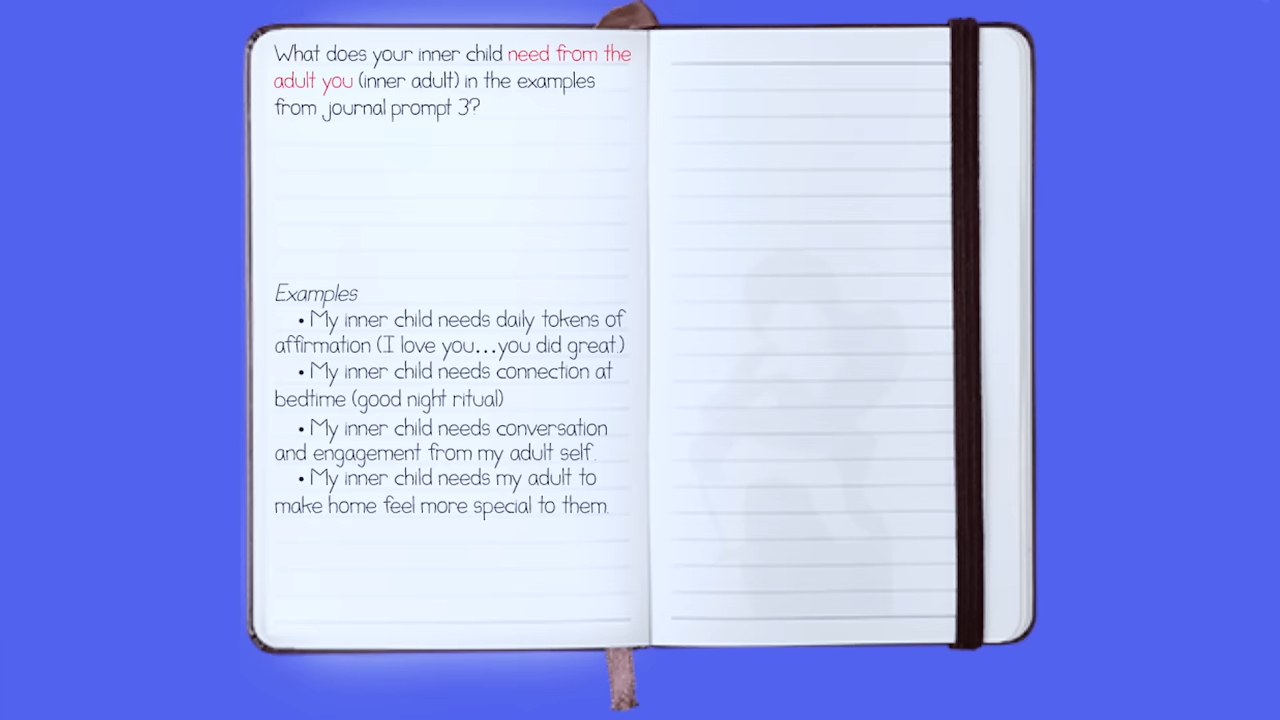 What does your inner child need from the
adult you (inner adult) in the examples
from journal prompt 3?
Examples
• My inner child needs daily tokens of
affirmation (I love you...you did great.)
• My inner child needs connection at
bedtime (good night ritual)
• My inner child needs conversation
and engagement from my adult self.
• My inner child needs my adult to
make home feel more special to them.